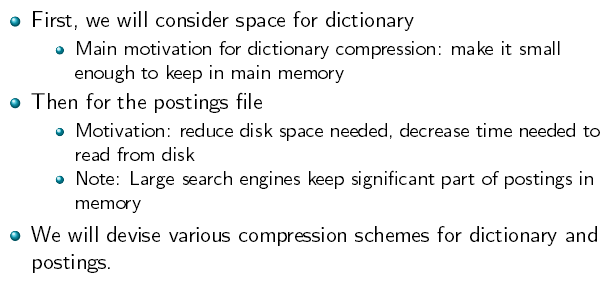 First, we will consider space for dictionary
Main motivation for dictionary compression: make it small
enough to keep in main memory
Then for the postings file
Motivation: reduce disk space needed, decrease time needed to
read from disk
Note: Large search engines keep significant part of postings in
memory
We will devise various compression schemes for dictionary and
postings.